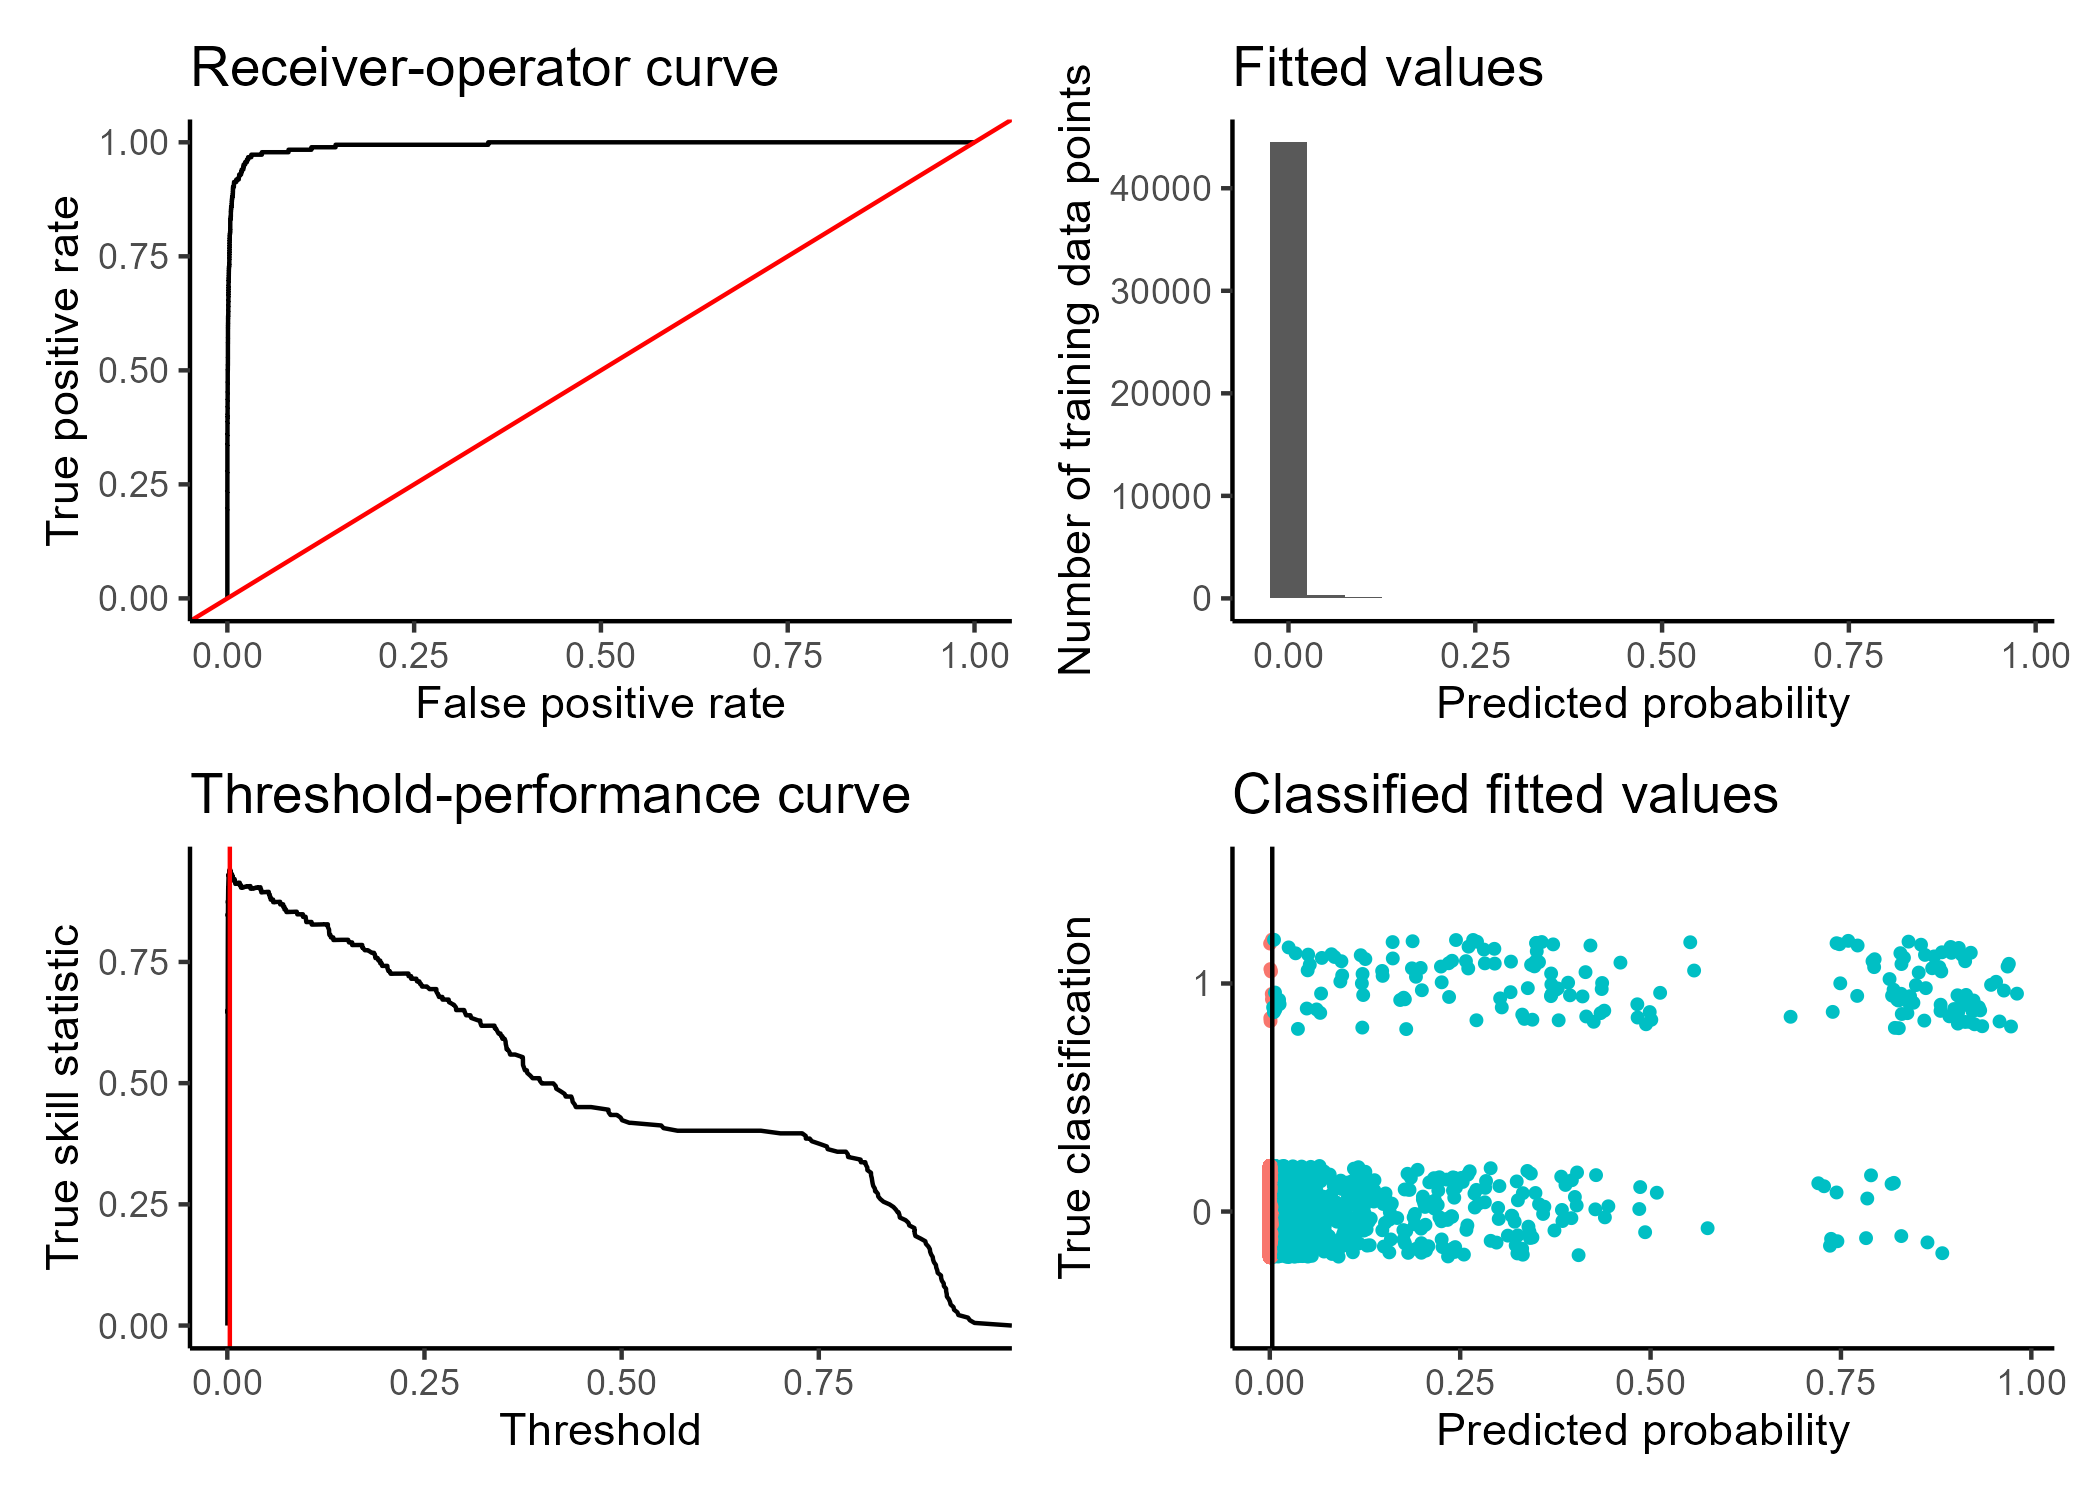 Receiver-operator curve
True positive rate
1.00
0.75
0.50
0.25
0.00
0.00 0.25 0.50 0.75 1.00
False positive rate
Fitted values
Number of training data points
40000
30000
20000
10000
0
0.00 0.25 0.50 0.75 1.00
Predicted probability
Threshold-performance curve
True skill statistic
0.75
0.50
0.25
0.00
0.00 0.25 0.50 0.75
Threshold
Classified fitted values
True classification
1
0
0.00 0.25 0.50 0.75 1.00
Predicted probability